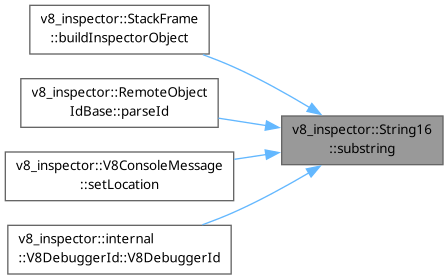 v8_inspector::StackFrame
::buildInspectorObject
v8_inspector::RemoteObject
IdBase::parseId
v8_inspector::String16
::substring
v8_inspector::V8ConsoleMessage
::setLocation
v8_inspector::internal
::V8DebuggerId::V8DebuggerId